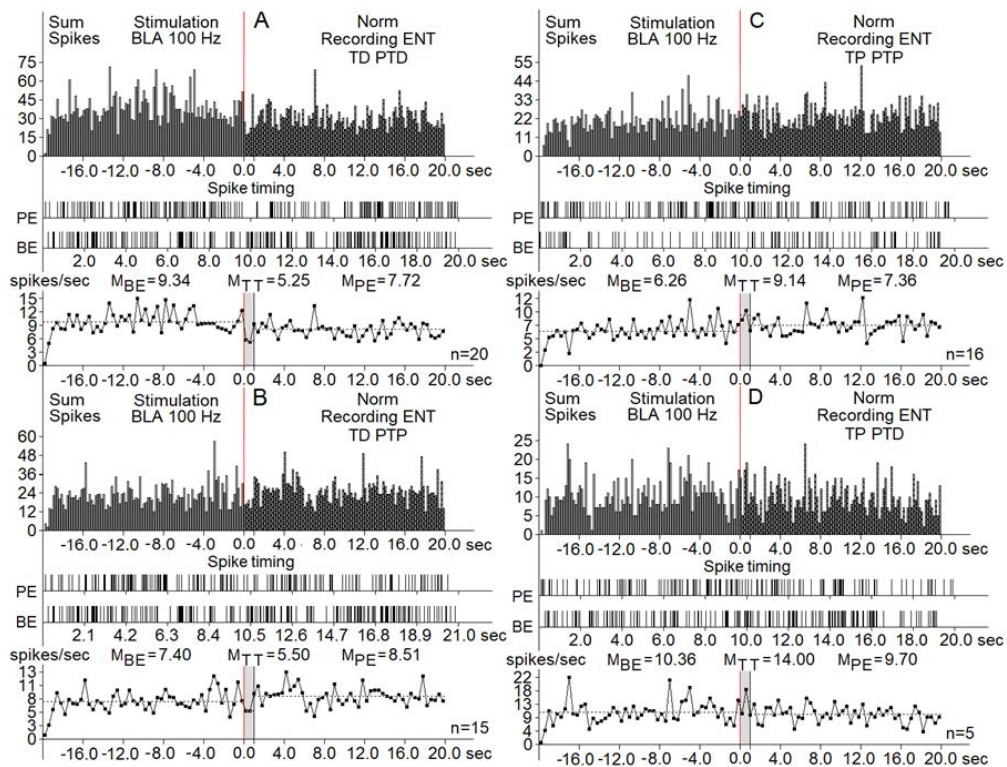 Sum Stimulation A Norm
Spikes BLA 100 Hz Recording ENT
TD PTD
75
60
45
30
15
0
-16.0 -12.0 -8.0 -4.0 0.0 4.0 8.0 12.0 16.0 20.0 sec
Spike timing
PE
BE
2.0 4.0 6.0 8.0 10.0 12.0 14.0 16.0 18.0 20.0 sec
spikes/sec MBE=9.34 MTT=5.25 MPE=7.72
15
12
9
6
3
0
n=20
-16.0 -12.0 -8.0 -4.0 0.0 4.0 8.0 12.0 16.0 20.0 sec
Sum Stimulation B Norm
Spikes BLA 100 Hz Recording ENT
TD PTP
60
48
36
24
12
0
-16.0 -12.0 -8.0 -4.0 0.0 4.0 8.0 12.0 16.0 20.0 sec
Spike timing
PE
BE
2.1 4.2 6.3 8.4 10.5 12.6 14.7 16.8 18.9 21.0 sec
spikes/sec MBE=7.40 MTT=5.50 MPE=8.51
13
10
8
5
3
0
n=15
-16.0 -12.0 -8.0 -4.0 0.0 4.0 8.0 12.0 16.0 20.0 sec
Sum Stimulation C Norm
Spikes BLA 100 Hz Recording ENT
TP PTP
55
44
33
22
11
0
-16.0 -12.0 -8.0 -4.0 0.0 4.0 8.0 12.0 16.0 20.0 sec
Spike timing
PE
BE
2.0 4.0 6.0 8.0 10.0 12.0 14.0 16.0 18.0 20.0 sec
spikes/sec MBE=6.26 MTT=9.14 MPE=7.36
12
10
7
5
2
0
n=16
-16.0 -12.0 -8.0 -4.0 0.0 4.0 8.0 12.0 16.0 20.0 sec
Sum Stimulation D Norm
Spikes BLA 100 Hz Recording ENT
TP PTD
25
20
15
10
5
0
-16.0 -12.0 -8.0 -4.0 0.0 4.0 8.0 12.0 16.0 20.0 sec
Spike timing
PE
BE
2.0 4.0 6.0 8.0 10.0 12.0 14.0 16.0 18.0 20.0 sec
spikes/sec MBE=10.36 MTT=14.00 MPE=9.70
22
18
13
9
4
0
n=5
-16.0 -12.0 -8.0 -4.0 0.0 4.0 8.0 12.0 16.0 20.0 sec